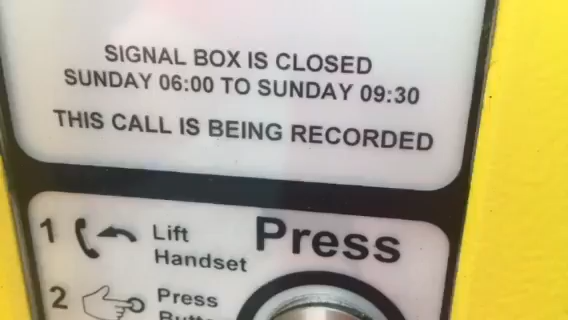 SIGNAL BOX IS CLOSED
SUNDAY 06:00 TO SUNDAY 09:30
THIS CALL IS BEING RECORDED
1 Lift
Handset
Press
2 Press